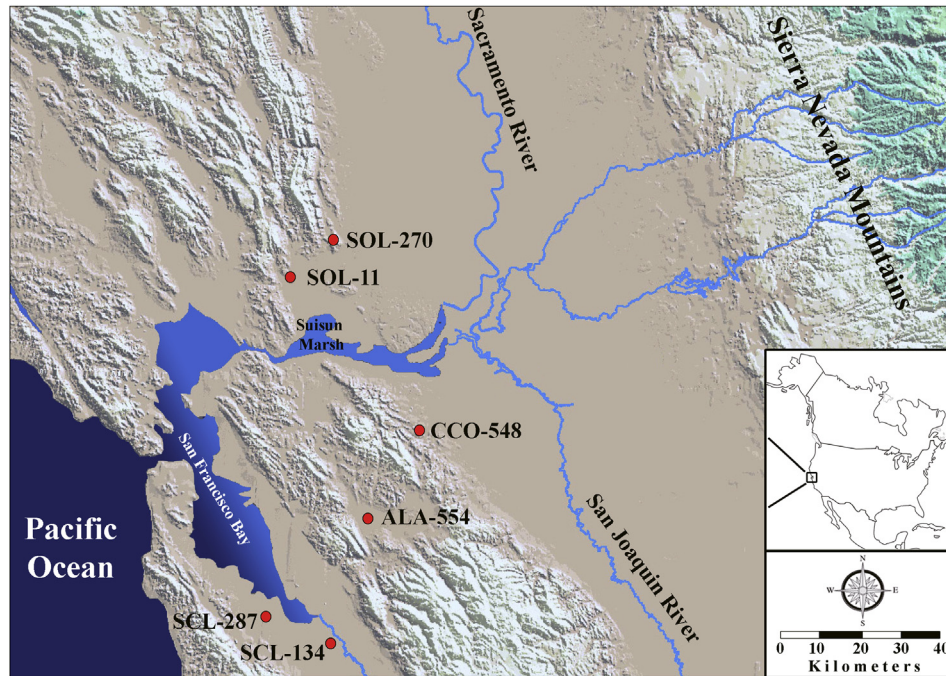 Sacramento River
Sierra Nevada Mountains
SOL-270
SOL-11
Suisun
Marsh
CCO-548
San Francisco Bay
ALA-554
Pacific
Ocean
San Joaquin River
SCL-287
SCL-134
N
W
E
S
0 10 20 30 40
Kilometers